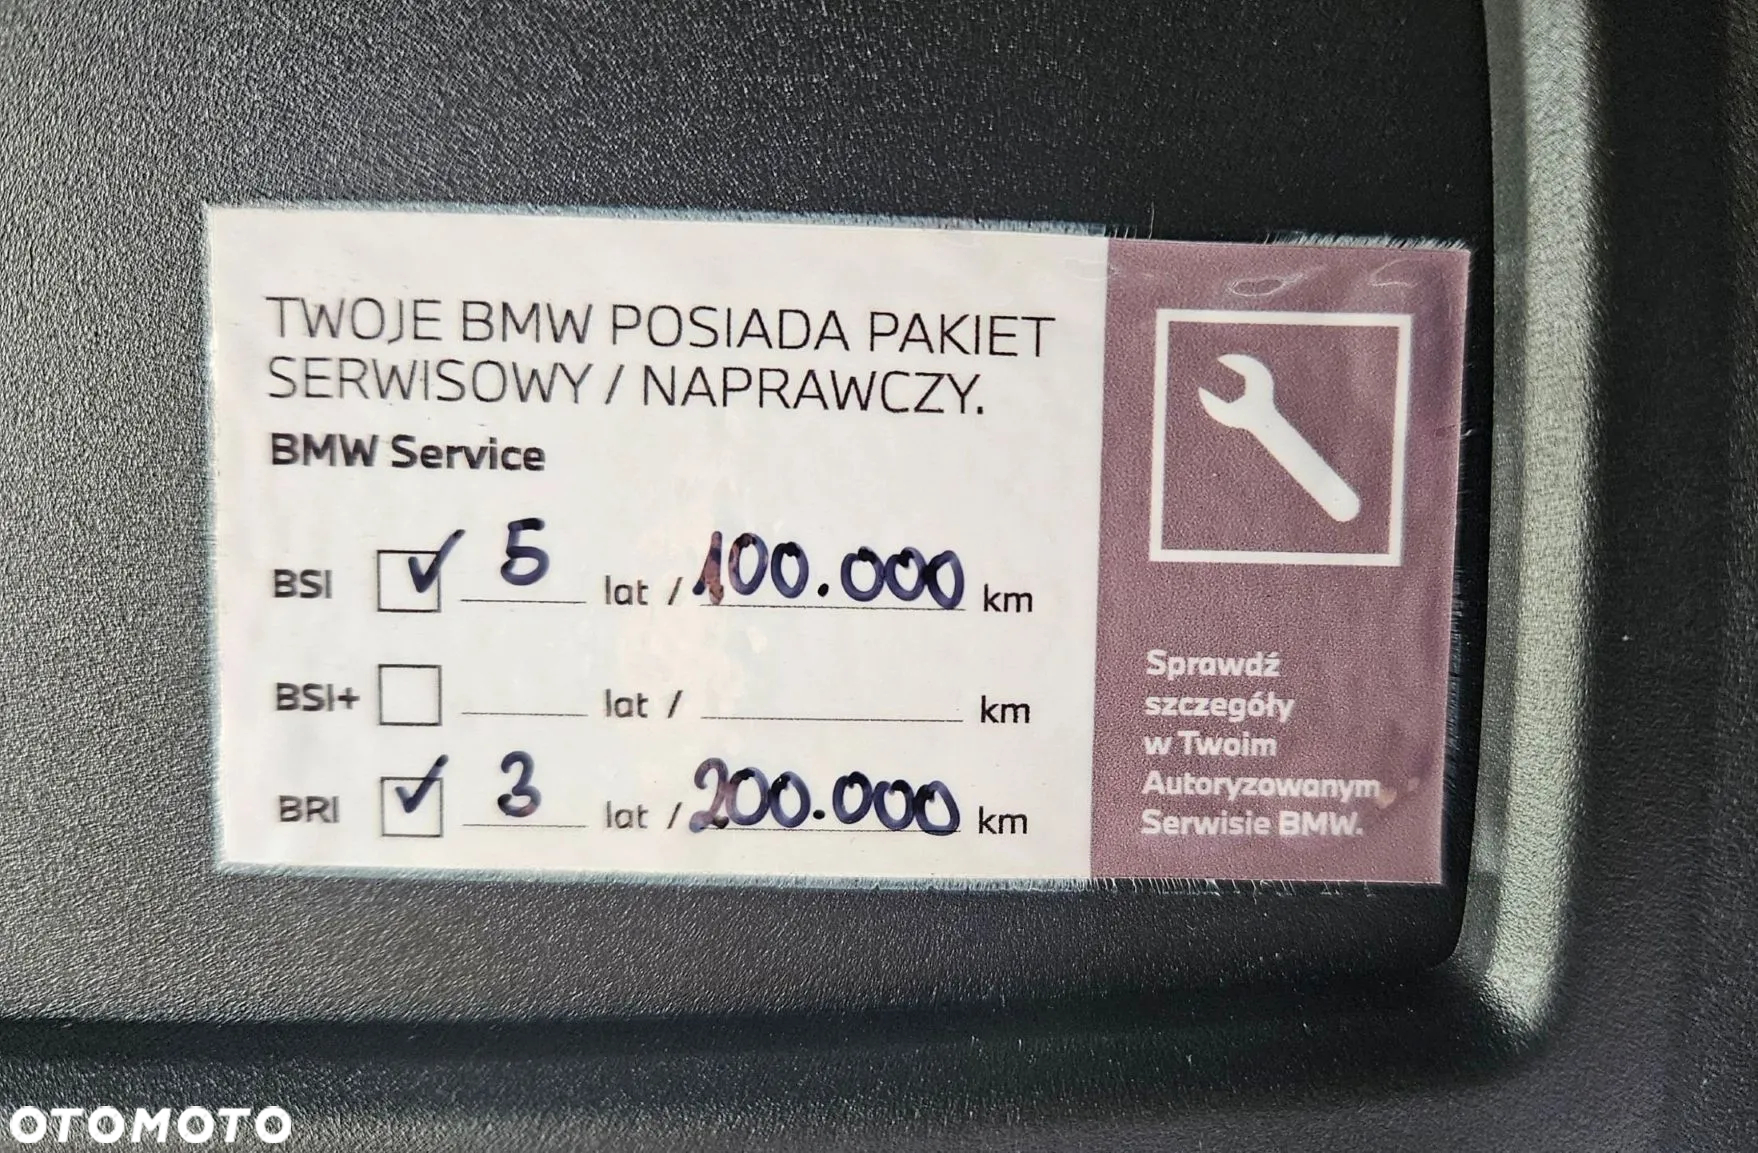 TWOJE BMW POSIADA PAKIET
SERWISOWY / NAPRAWCZY.
BMW Service
BSI ✓ 5 lat / 100.000 km
BSI+ lat / km
BRI ✓ 3 lat / 200.000 km
Sprawdź
szczegóły
w Twoim
Autoryzowanym
Serwisie BMW.
OTOMOTO